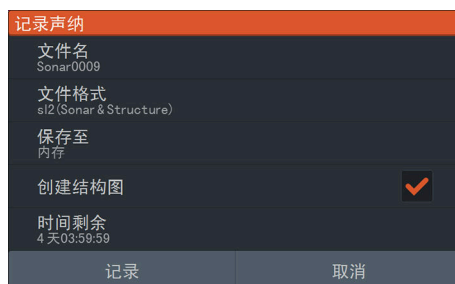 记录声纳
文件名
Sonar0009
文件格式
sl2(Sonar&Structure)
保存至
内存
创建结构图
时间剩余
4 天03:59:59
记录
取消